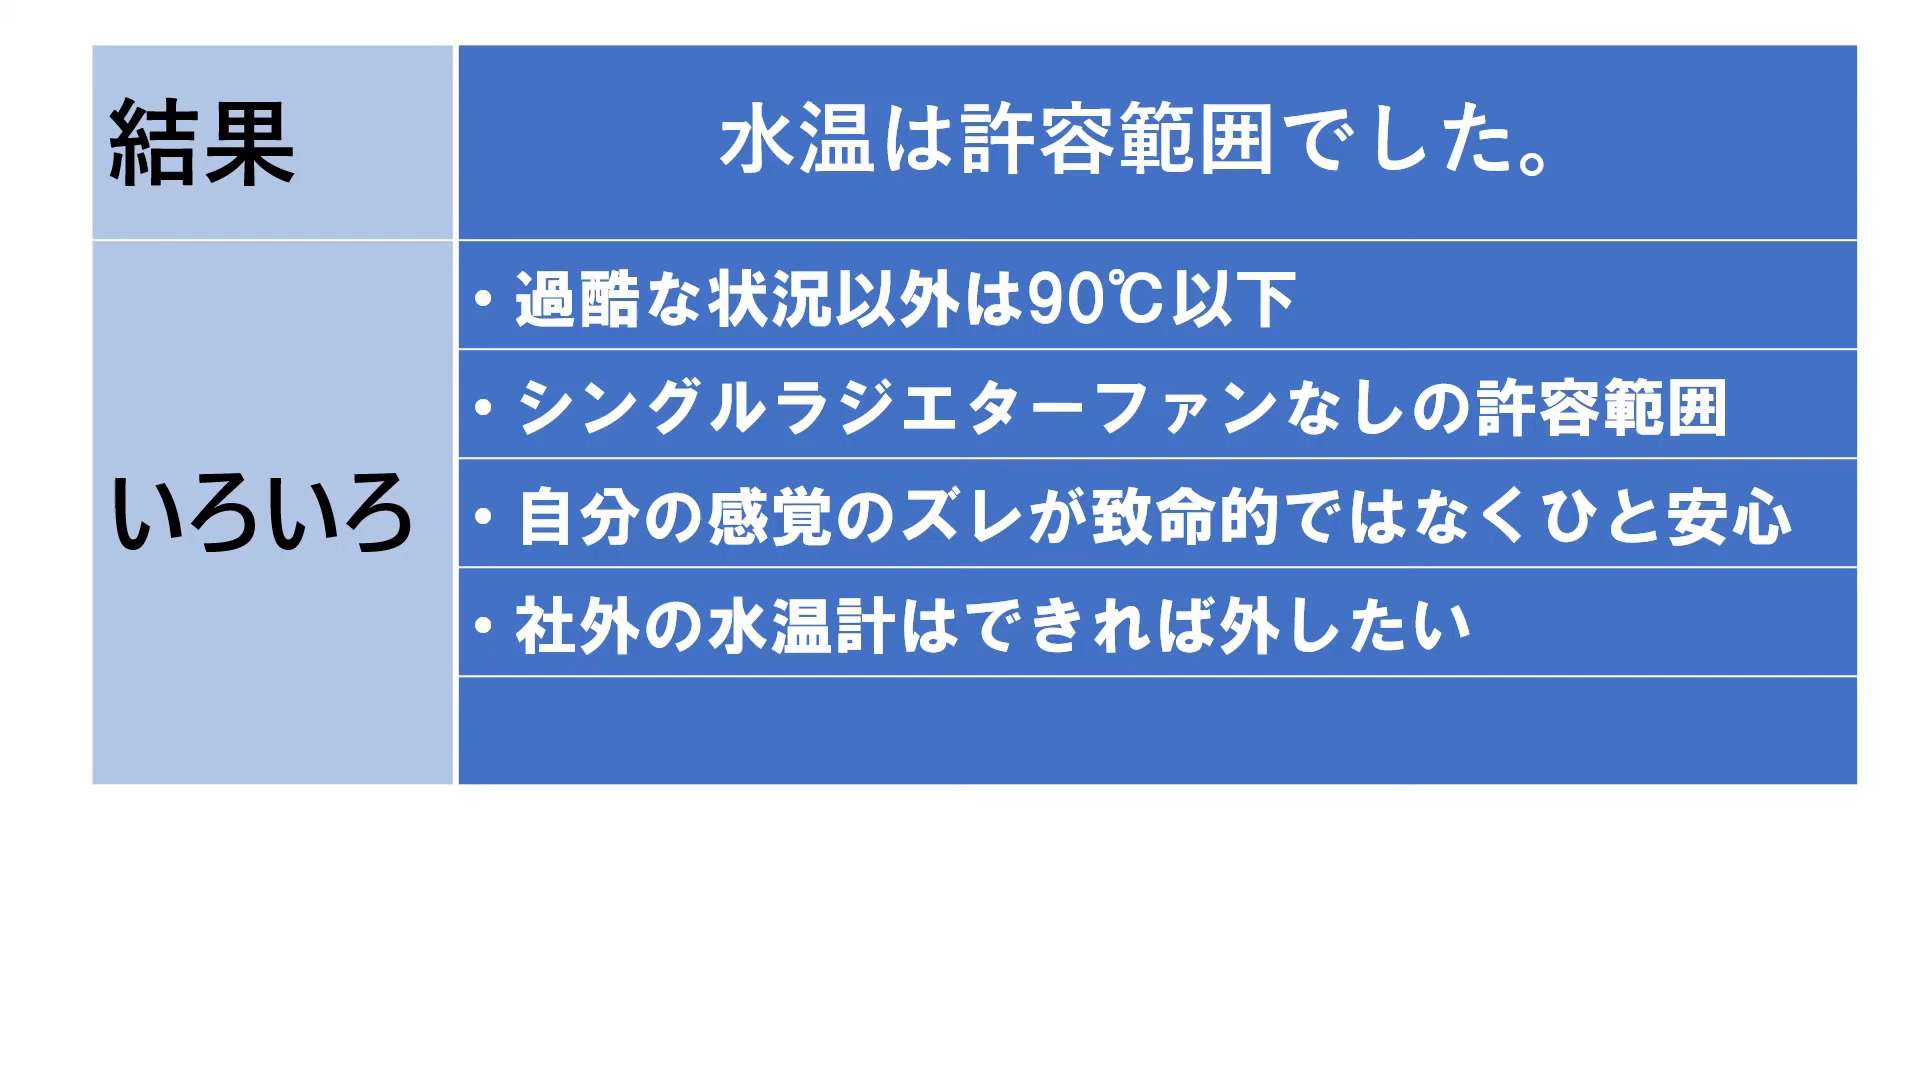 結果
水温は許容範囲でした。
いろいろ
• 過酷な状況以外は90℃以下
• シングルラジエターファンなしの許容範囲
• 自分の感覚のズレが致命的ではなくひと安心
• 社外の水温計はできれば外したい